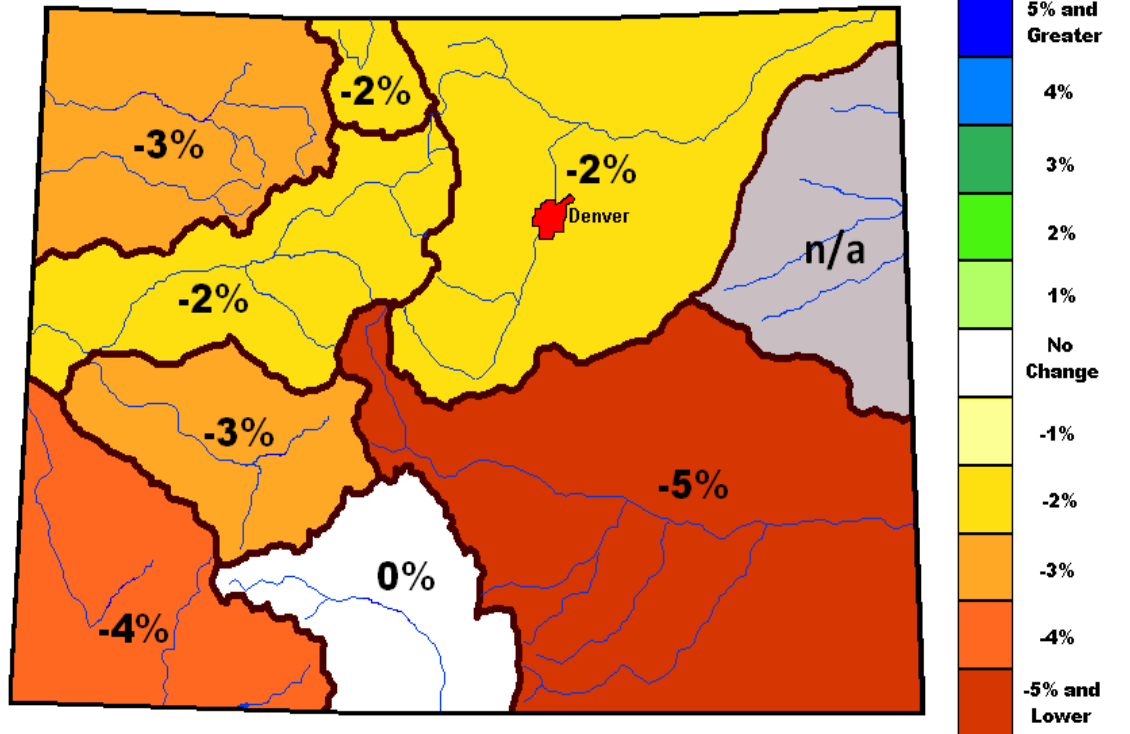 -2%
-3%
-2%
Denver
n/a
-2%
-3%
-5%
0%
-4%
5% and
Greater
4%
3%
2%
1%
No
Change
-1%
-2%
-3%
-4%
-5% and
Lower